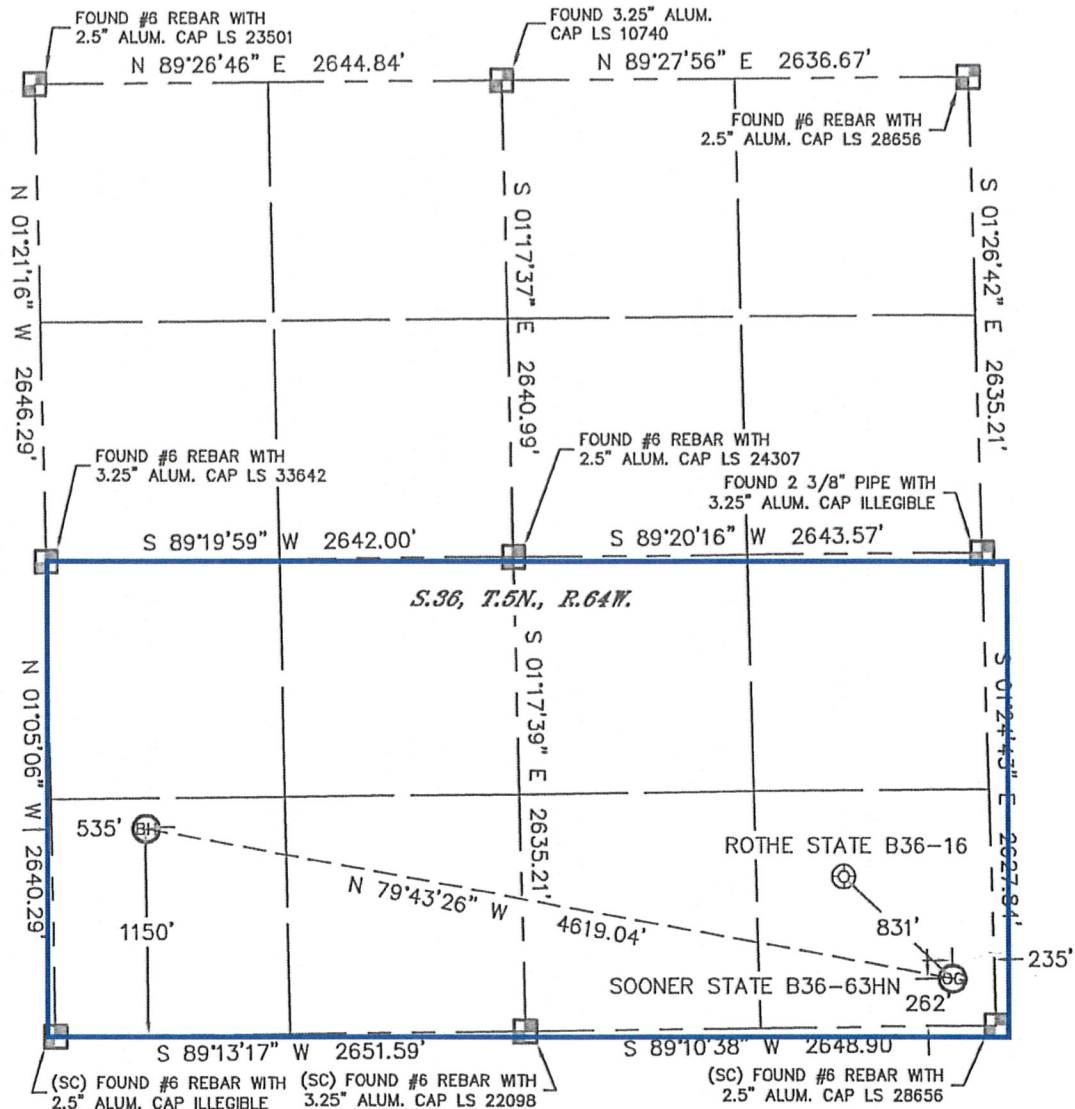 FOUND #6 REBAR WITH
2.5" ALUM. CAP LS 23501
FOUND 3.25" ALUM.
CAP LS 10740
N 89°26'46" E 2644.84'
N 89°27'56" E 2636.67'
FOUND #6 REBAR WITH
2.5" ALUM. CAP LS 28656
N 01°21'16" W 2646.29'
S 01°17'37" E 2640.99'
S 01°26'42" E 2635.21'
FOUND #6 REBAR WITH
3.25" ALUM. CAP LS 33642
FOUND #6 REBAR WITH
2.5" ALUM. CAP LS 24307
FOUND 2 3/8" PIPE WITH
3.25" ALUM. CAP ILLEGIBLE
S 89°19'59" W 2642.00'
S 89°20'16" W 2643.57'
S.36, T.5N., R.64W.
N 01°05'06" W 2640.29'
S 01°17'39" E 2635.21'
S 01°24'43" E 2627.84'
535'
BH
ROTHE STATE B36-16
N 79°43'26" W 4619.04'
1150'
831'
235'
SOONER STATE B36-63HN
OG
262'
S 89°13'17" W 2651.59'
S 89°10'38" W 2648.90'
(SC) FOUND #6 REBAR WITH
2.5" ALUM. CAP ILLEGIBLE
(SC) FOUND #6 REBAR WITH
3.25" ALUM. CAP LS 22098
(SC) FOUND #6 REBAR WITH
2.5" ALUM. CAP LS 28656